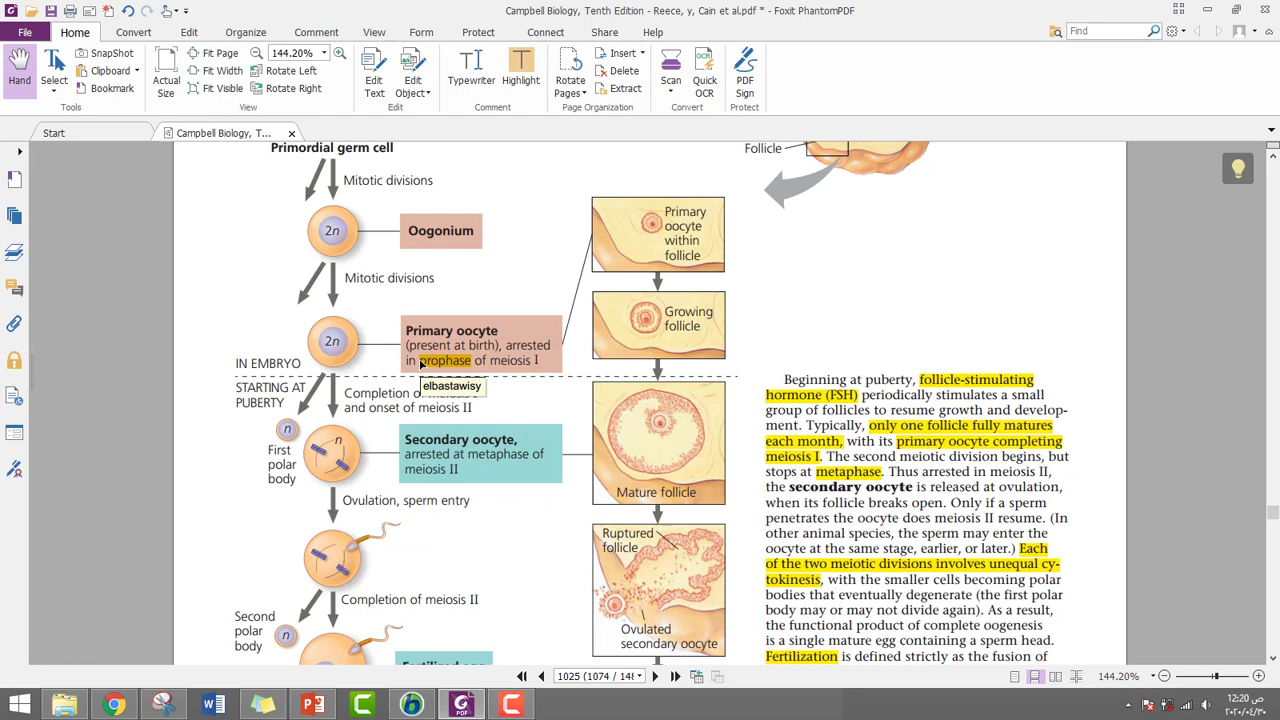 Campbell Biology, Tenth Edition - Reece, y, Cain et al.pdf * - Foxit PhantomPDF
File
Home
Convert
Edit
Organize
Comment
View
Form
Protect
Connect
Share
Help
Find
Hand
Select
SnapShot
Clipboard
Bookmark
Tools
Actual
Size
Fit Page
Fit Width
Fit Visible
144.20%
Rotate Left
Rotate Right
View
Edit
Text
Edit
Object
Edit
Typewriter
Highlight
Comment
Rotate
Pages
Insert
Delete
Extract
Page Organization
Scan
Quick
OCR
Convert
PDF
Sign
Protect
Start
Campbell Biology, T...
Primordial germ cell
Mitotic divisions
2n
Oogonium
Mitotic divisions
2n
Primary oocyte
(present at birth), arrested
in prophase of meiosis I
elbastawisy
IN EMBRYO
STARTING AT
PUBERTY
Completion of meiosis I
and onset of meiosis II
n
First
polar
body
n
Secondary oocyte,
arrested at metaphase of
meiosis II
Ovulation, sperm entry
Completion of meiosis II
Second
polar
body
n
Fertilized egg
Follicle
Primary
oocyte
within
follicle
Growing
follicle
Mature follicle
Ruptured
follicle
Ovulated
secondary oocyte
Beginning at puberty, follicle-stimulating
hormone (FSH) periodically stimulates a small
group of follicles to resume growth and develop-
ment. Typically, only one follicle fully matures
each month, with its primary oocyte completing
meiosis I. The second meiotic division begins, but
stops at metaphase. Thus arrested in meiosis II,
the secondary oocyte is released at ovulation,
when its follicle breaks open. Only if a sperm
penetrates the oocyte does meiosis II resume. (In
other animal species, the sperm may enter the
oocyte at the same stage, earlier, or later.) Each
of the two meiotic divisions involves unequal cy-
tokinesis, with the smaller cells becoming polar
bodies that eventually degenerate (the first polar
body may or may not divide again). As a result,
the functional product of complete oogenesis
is a single mature egg containing a sperm head.
Fertilization is defined strictly as the fusion of
1025 (1074 / 148
144.20%
12:20 ص
٢٠٢٠/٠٤/٣٠